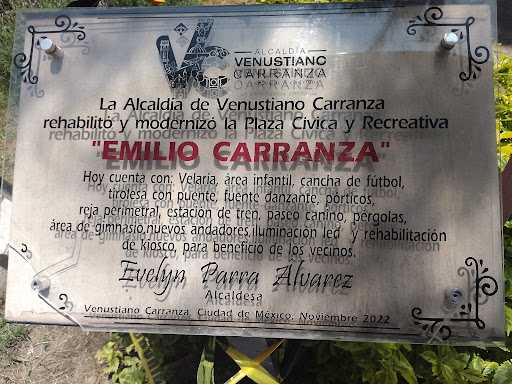 ALCALDÍA
VENUSTIANO
CARRANZA
La Alcaldía de Venustiano Carranza
rehabilitó y modernizó la Plaza Cívica y Recreativa
"EMILIO CARRANZA"
Hoy cuenta con: Velaria, área infantil, cancha de fútbol,
tirolesa con puente, fuente danzante, pórticos,
reja perimetral, estación de tren, paseo canino, pérgolas,
área de gimnasio,nuevos andadores,iluminación led y rehabilitación
de kiosco, para beneficio de los vecinos.
Evelyn Parra Álvarez
Alcaldesa
Venustiano Carranza, Ciudad de México, Noviembre 2022